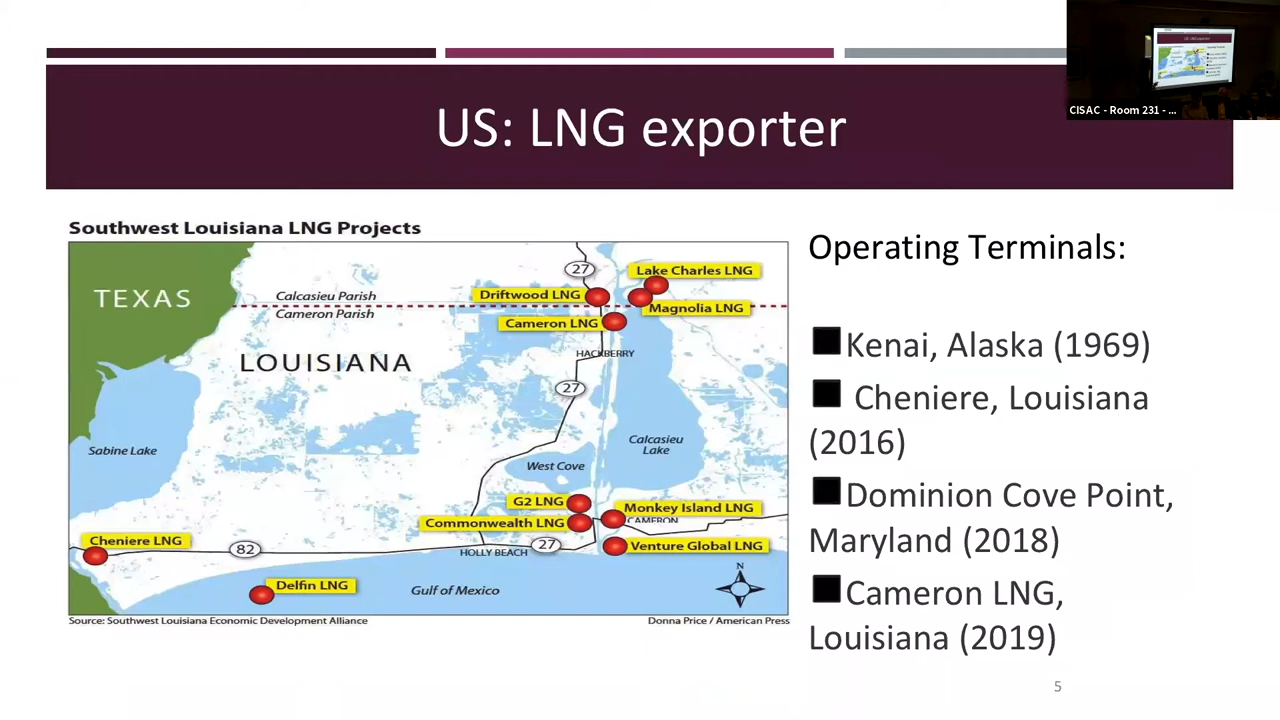 US: LNG exporter
CISAC - Room 231 - ...
Southwest Louisiana LNG Projects
TEXAS
Calcasieu Parish
Cameron Parish
LOUISIANA
27
Lake Charles LNG
Driftwood LNG
Magnolia LNG
Cameron LNG
HACKBERRY
27
Sabine Lake
Calcasieu
Lake
West Cove
G2 LNG
Monkey Island LNG
Commonwealth LNG
CAMERON
Cheniere LNG
82
HOLLY BEACH
27
Venture Global LNG
Delfin LNG
Gulf of Mexico
N
Source: Southwest Louisiana Economic Development Alliance
Donna Price / American Press
Operating Terminals:
Kenai, Alaska (1969)
Cheniere, Louisiana
(2016)
Dominion Cove Point,
Maryland (2018)
Cameron LNG,
Louisiana (2019)
5